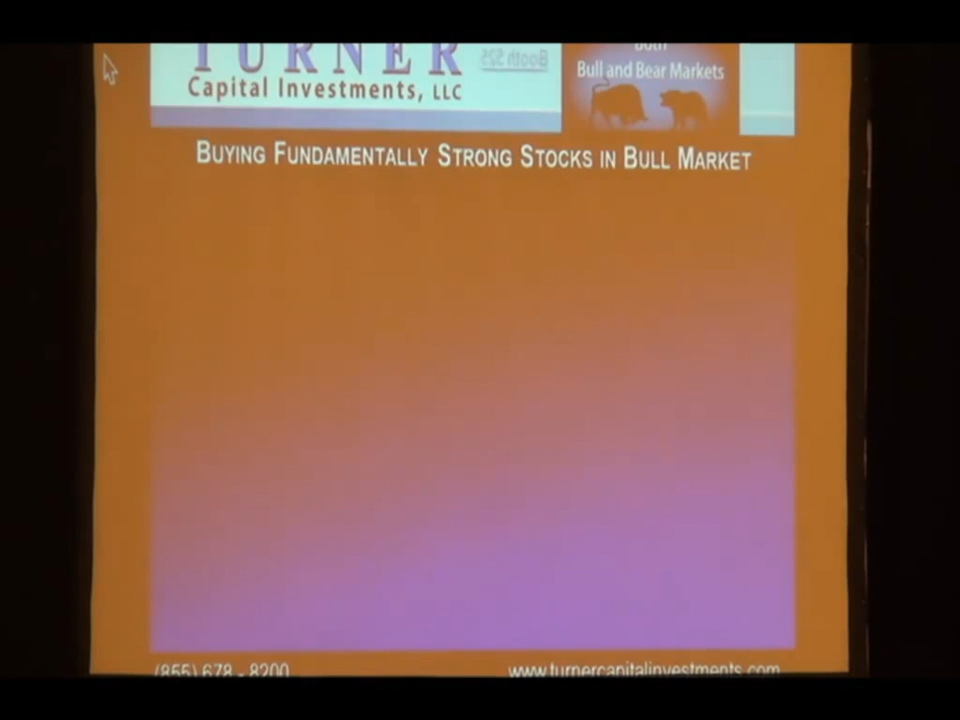 TURNER
Capital Investments, LLC
Booth 525
Both
Bull and Bear Markets
BUYING FUNDAMENTALLY STRONG STOCKS IN BULL MARKET
(855) 678 - 8200
www.turnercapitalinvestments.com